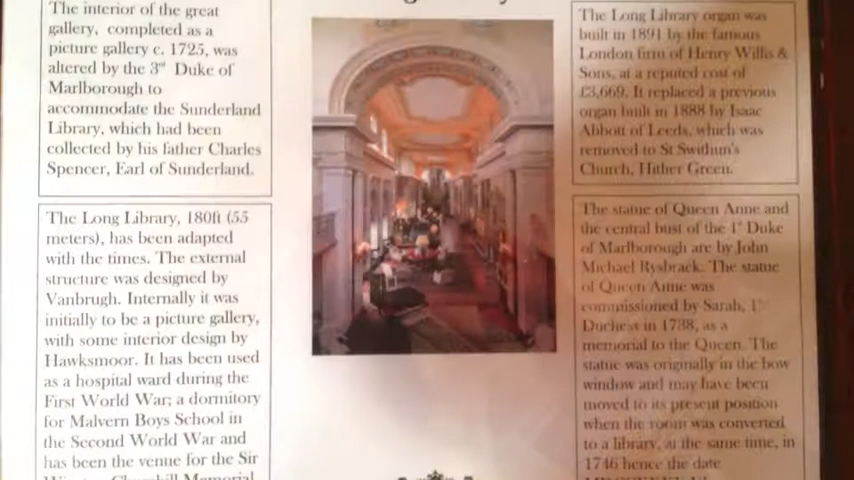 The interior of the great
gallery, completed as a
picture gallery c. 1725, was
altered by the 3rd Duke of
Marlborough to
accommodate the Sunderland
Library, which had been
collected by his father Charles
Spencer, Earl of Sunderland.
The Long Library, 180ft (55
meters), has been adapted
with the times. The external
structure was designed by
Vanbrugh. Internally it was
initially to be a picture gallery,
with some interior design by
Hawksmoor. It has been used
as a hospital ward during the
First World War; a dormitory
for Malvern Boys School in
the Second World War and
has been the venue for the Sir
Churchill Memorial
The Long Library organ was
built in 1891 by the famous
London firm of Henry Willis &
Sons, at a reputed cost of
£3,669. It replaced a previous
organ built in 1888 by Isaac
Abbott of Leeds, which was
removed to St Swithun's
Church, Hither Green.
The statue of Queen Anne and
the central bust of the 1st Duke
of Marlborough are by John
Michael Rysbrack. The statue
of Queen Anne was
commissioned by Sarah, 1st
Duchess in 1738, as a
memorial to the Queen. The
statue was originally in the bow
window and may have been
moved to its present position
when the room was converted
to a library, at the same time, in
1746 hence the date